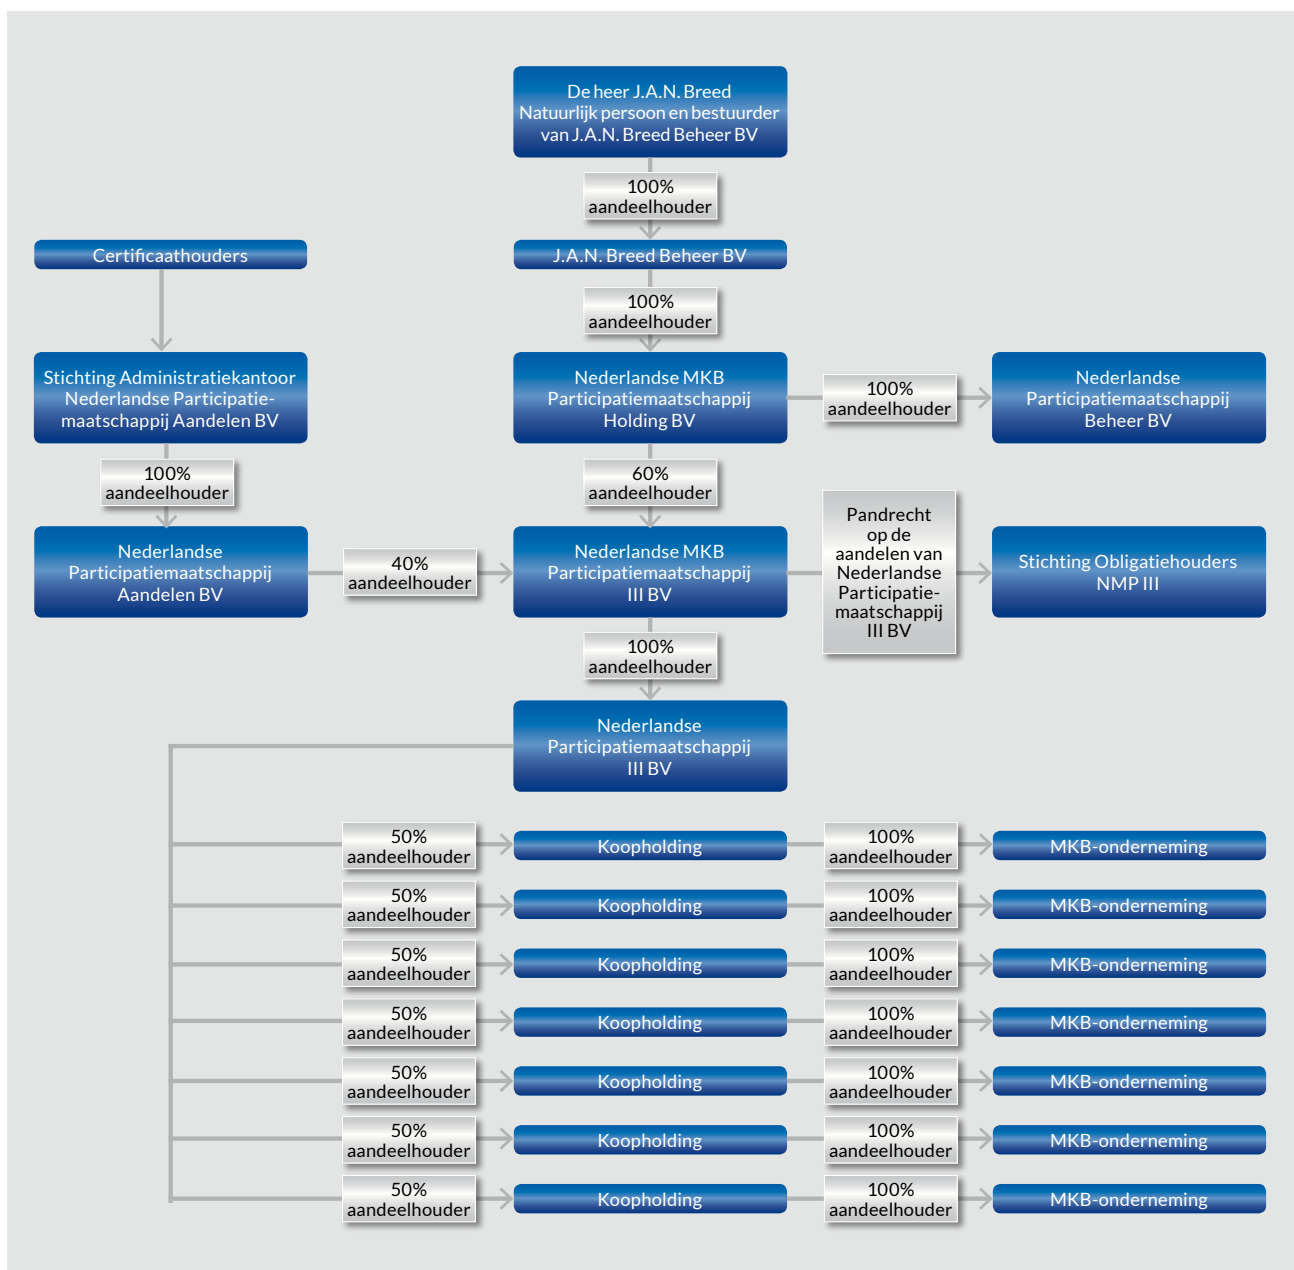 De heer J.A.N. Breed
Natuurlijk persoon en bestuurder
van J.A.N. Breed Beheer BV
100%
aandeelhouder
Certificaathouders
J.A.N. Breed Beheer BV
100%
aandeelhouder
Stichting Administratiekantoor
Nederlandse Participatie-
maatschappij Aandelen BV
Nederlandse MKB
Participatiemaatschappij
Holding BV
100%
aandeelhouder
Nederlandse
Participatiemaatschappij
Beheer BV
100%
aandeelhouder
60%
aandeelhouder
Nederlandse
Participatiemaatschappij
Aandelen BV
40%
aandeelhouder
Nederlandse MKB
Participatiemaatschappij
III BV
Pandrecht
op de
aandelen van
Nederlandse
Participatie-
maatschappij
III BV
Stichting Obligatiehouders
NMP III
100%
aandeelhouder
Nederlandse
Participatiemaatschappij
III BV
50%
aandeelhouder
Koopholding
100%
aandeelhouder
MKB-onderneming
50%
aandeelhouder
Koopholding
100%
aandeelhouder
MKB-onderneming
50%
aandeelhouder
Koopholding
100%
aandeelhouder
MKB-onderneming
50%
aandeelhouder
Koopholding
100%
aandeelhouder
MKB-onderneming
50%
aandeelhouder
Koopholding
100%
aandeelhouder
MKB-onderneming
50%
aandeelhouder
Koopholding
100%
aandeelhouder
MKB-onderneming
50%
aandeelhouder
Koopholding
100%
aandeelhouder
MKB-onderneming